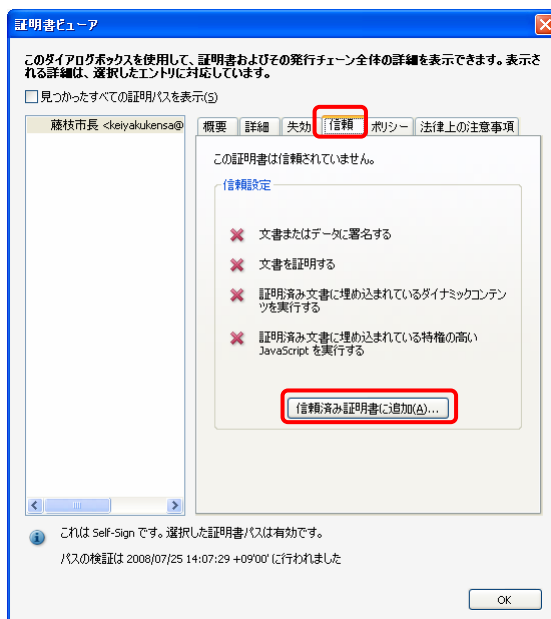 証明書ビューア
このダイアログボックスを使用して、証明書およびその発行チェーン全体の詳細を表示できます。表示さ
れる詳細は、選択したエントリに対応しています。
見つかったすべての証明パスを表示(S)
藤枝市長 <keiyakukensa@
概要 詳細 失効 信頼 ポリシー 法律上の注意事項
この証明書は信頼されていません。
信頼設定
文書またはデータに署名する
文書を証明する
証明済み文書に埋め込まれているダイナミックコンテン
ツを実行する
証明済み文書に埋め込まれている特権の高い
JavaScript を実行する
信頼済み証明書に追加(A)...
これは Self-Sign です。選択した証明書パスは有効です。
パスの検証は 2008/07/25 14:07:29 +09'00' に行われました
OK